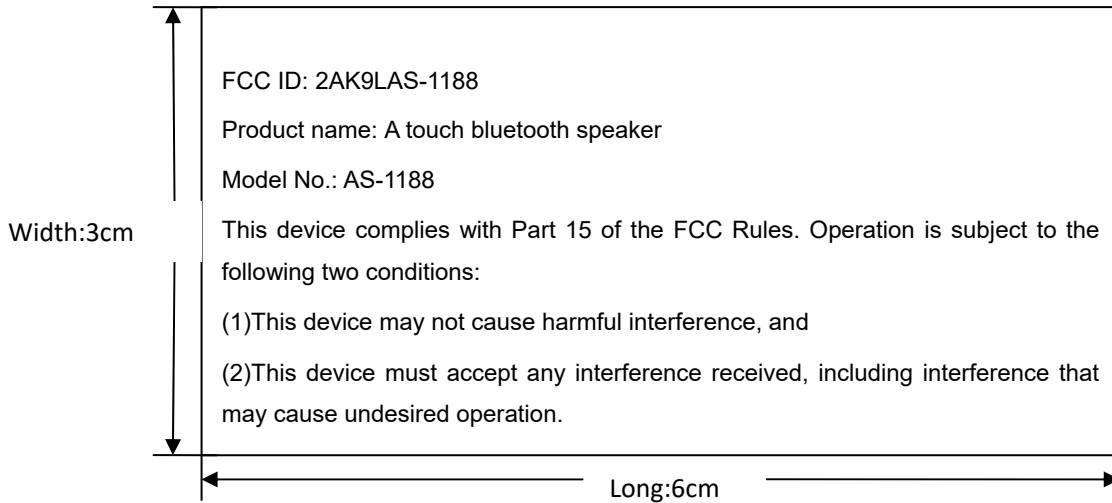 FCC ID: 2AK9LAS-1188
Product name: A touch bluetooth speaker
Model No.: AS-1188
Width:3cm
This device complies with Part 15 of the FCC Rules. Operation is subject to the
following two conditions:
(1)This device may not cause harmful interference, and
(2)This device must accept any interference received, including interference that
may cause undesired operation.
Long:6cm